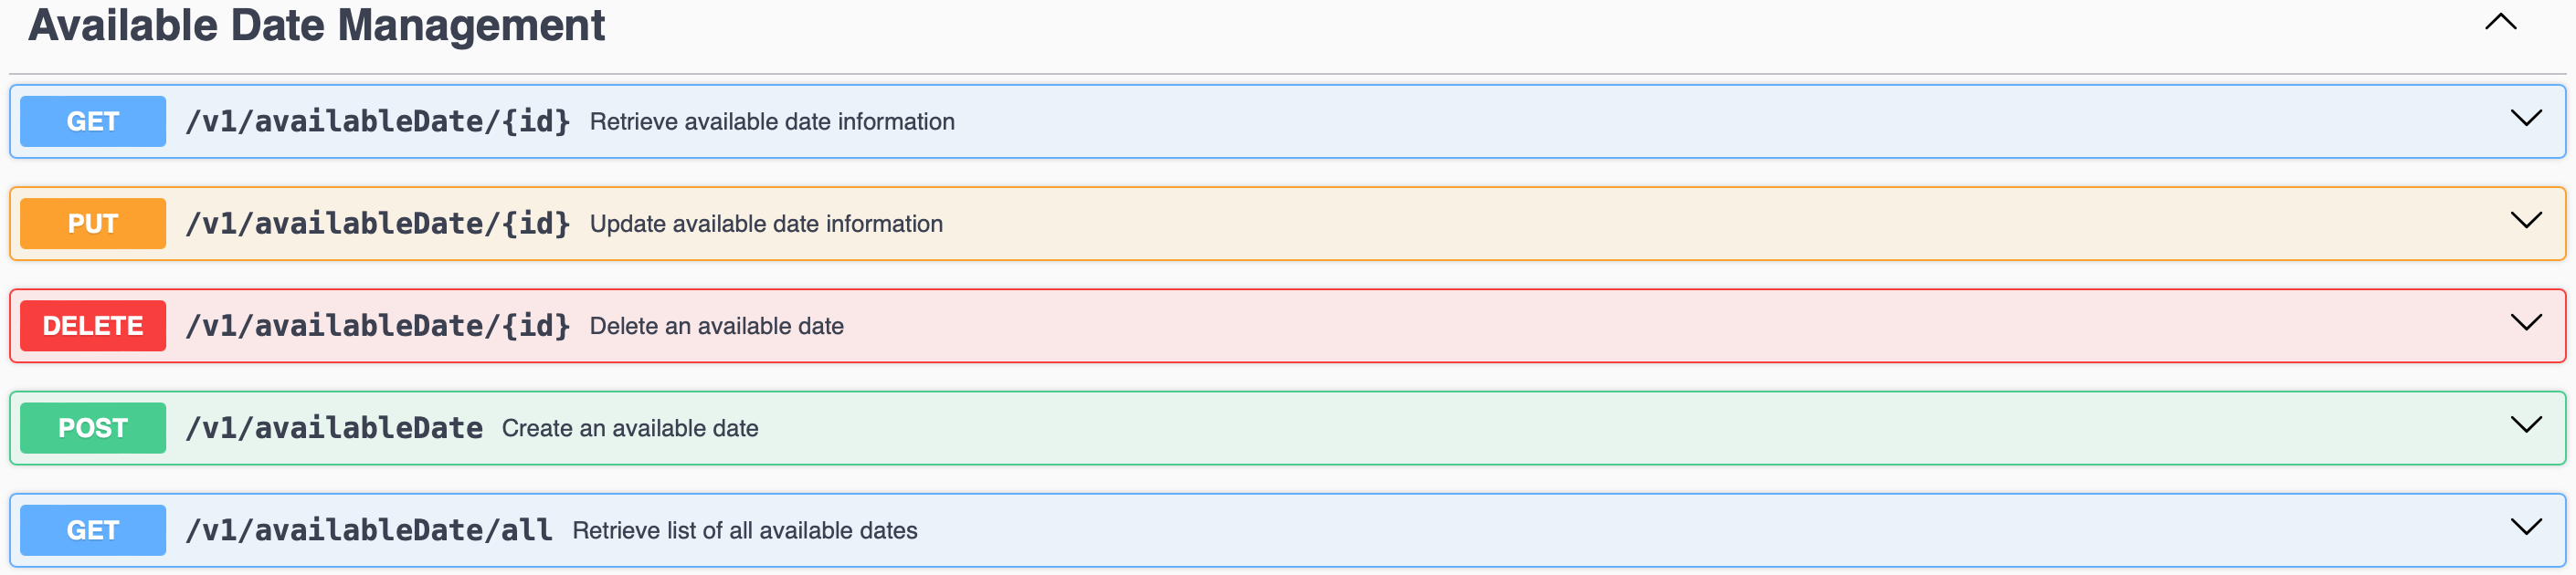 Available Date Management
GET /v1/availableDate/{id} Retrieve available date information
PUT /v1/availableDate/{id} Update available date information
DELETE /v1/availableDate/{id} Delete an available date
POST /v1/availableDate Create an available date
GET /v1/availableDate/all Retrieve list of all available dates